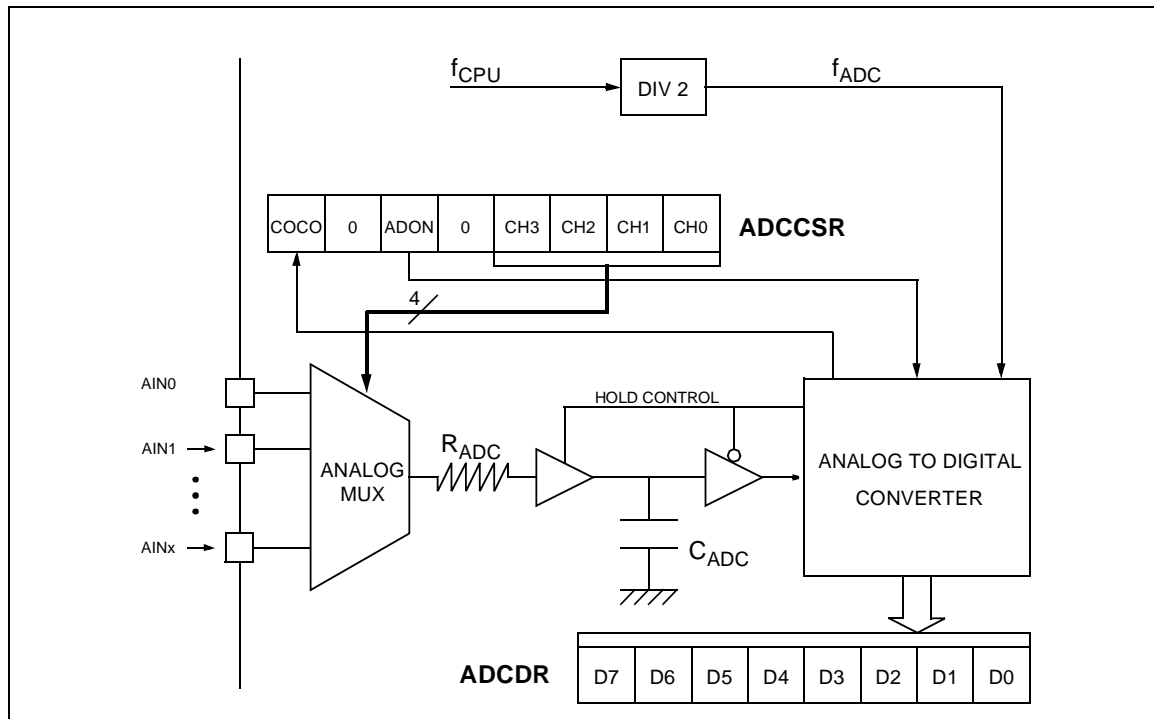 fCPU
DIV 2
fADC
COCO 0 ADON 0 CH3 CH2 CH1 CH0
ADCCSR
4
AIN0
HOLD CONTROL
AIN1
RADC
ANALOG
MUX
ANALOG TO DIGITAL
CONVERTER
AINx
CADC
ADCDR
D7 D6 D5 D4 D3 D2 D1 D0